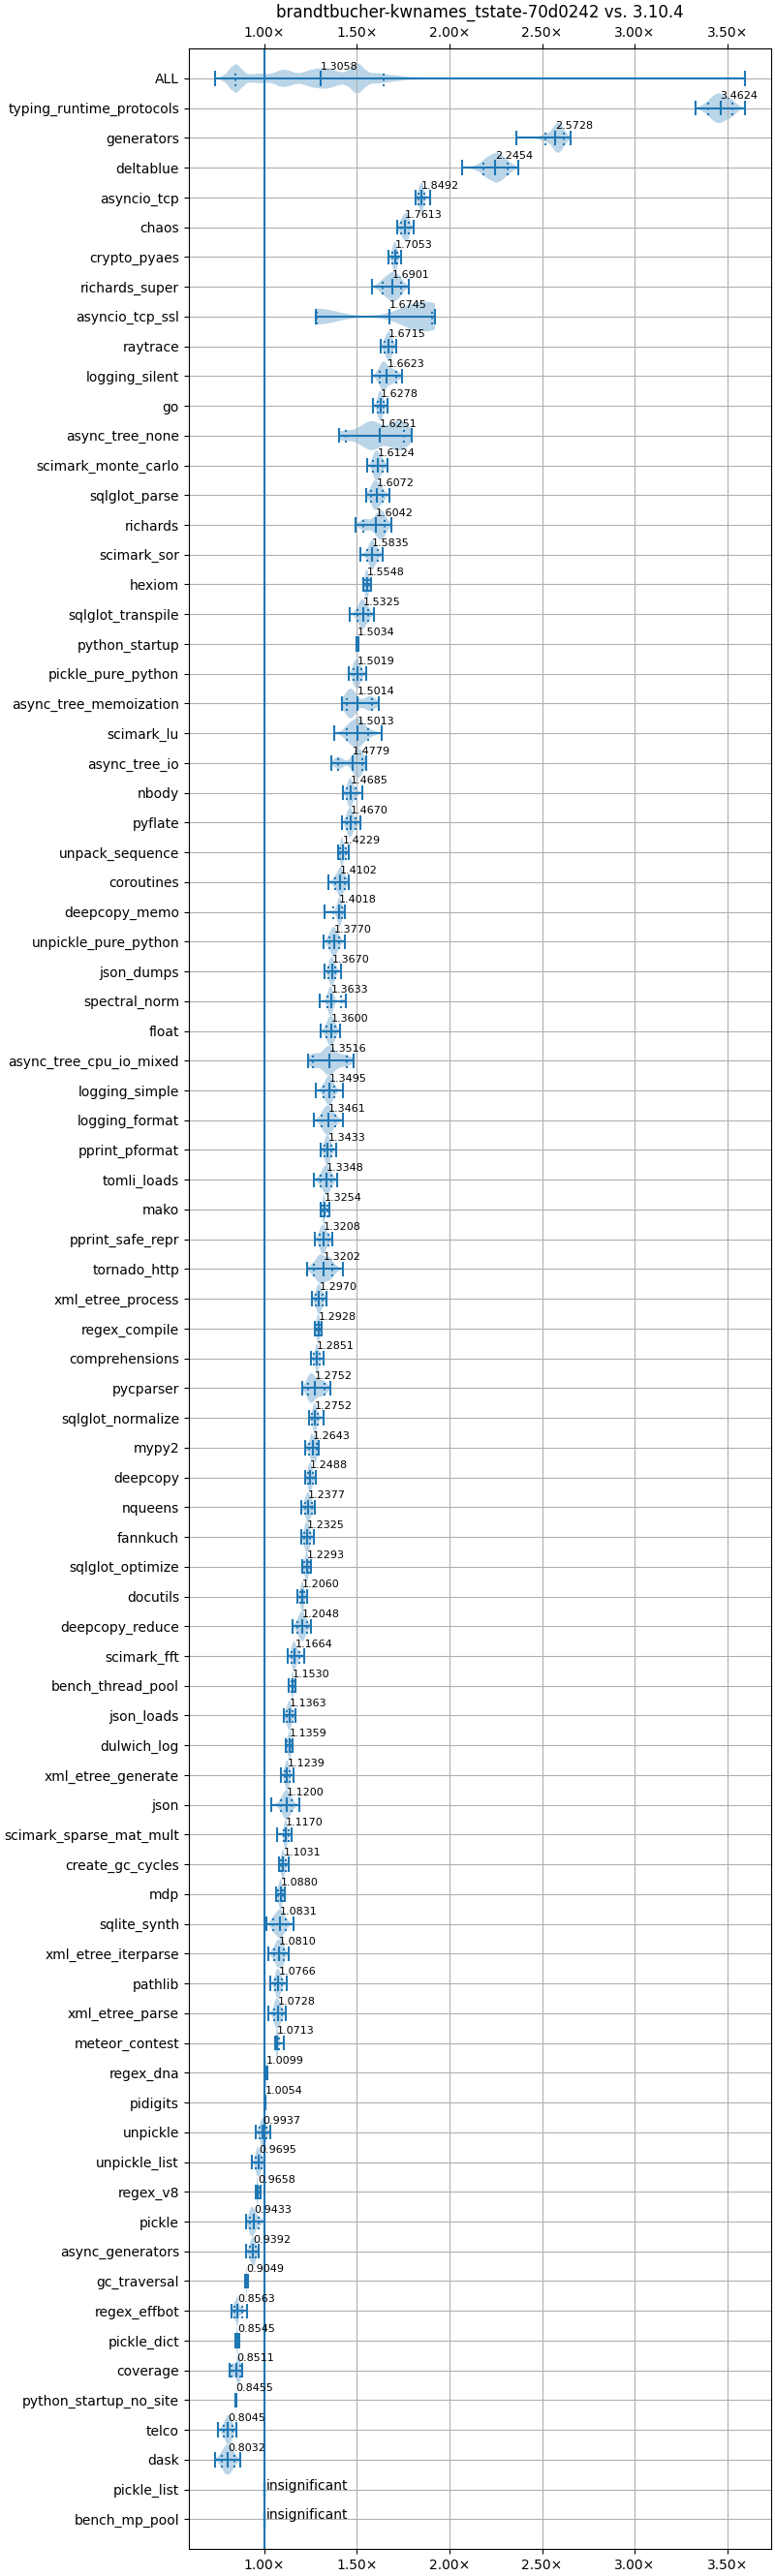 brandtbucher-kwnames_tstate-70d0242 vs. 3.10.4
1.00× 1.50× 2.00× 2.50× 3.00× 3.50×
ALL 1.3058
typing_runtime_protocols 3.4624
generators 2.5728
deltablue 2.2454
asyncio_tcp 1.8492
chaos 1.7613
crypto_pyaes 1.7053
richards_super 1.6901
asyncio_tcp_ssl 1.6745
raytrace 1.6715
logging_silent 1.6623
go 1.6278
async_tree_none 1.6251
scimark_monte_carlo 1.6124
sqlglot_parse 1.6072
richards 1.6042
scimark_sor 1.5835
hexiom 1.5548
sqlglot_transpile 1.5325
python_startup 1.5034
pickle_pure_python 1.5019
async_tree_memoization 1.5014
scimark_lu 1.5013
async_tree_io 1.4779
nbody 1.4685
pyflate 1.4670
unpack_sequence 1.4229
coroutines 1.4102
deepcopy_memo 1.4018
unpickle_pure_python 1.3770
json_dumps 1.3670
spectral_norm 1.3633
float 1.3600
async_tree_cpu_io_mixed 1.3516
logging_simple 1.3495
logging_format 1.3461
pprint_pformat 1.3433
tomli_loads 1.3348
mako 1.3254
pprint_safe_repr 1.3208
tornado_http 1.3202
xml_etree_process 1.2970
regex_compile 1.2928
comprehensions 1.2851
pycparser 1.2752
sqlglot_normalize 1.2752
mypy2 1.2643
deepcopy 1.2488
nqueens 1.2377
fannkuch 1.2325
sqlglot_optimize 1.2293
docutils 1.2060
deepcopy_reduce 1.2048
scimark_fft 1.1664
bench_thread_pool 1.1530
json_loads 1.1363
dulwich_log 1.1359
xml_etree_generate 1.1239
json 1.1200
scimark_sparse_mat_mult 1.1170
create_gc_cycles 1.1031
mdp 1.0880
sqlite_synth 1.0831
xml_etree_iterparse 1.0810
pathlib 1.0766
xml_etree_parse 1.0728
meteor_contest 1.0713
regex_dna 1.0099
pidigits 1.0054
unpickle 0.9937
unpickle_list 0.9695
regex_v8 0.9658
pickle 0.9433
async_generators 0.9392
gc_traversal 0.9049
regex_effbot 0.8563
pickle_dict 0.8545
coverage 0.8511
python_startup_no_site 0.8455
telco 0.8045
dask 0.8032
pickle_list insignificant
bench_mp_pool insignificant
1.00× 1.50× 2.00× 2.50× 3.00× 3.50×